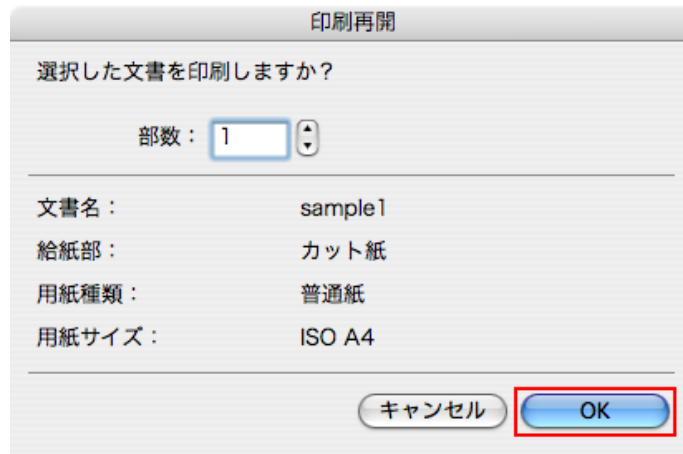 印刷再開
選択した文書を印刷しますか？
部数： 1
文書名： sample1
給紙部： カット紙
用紙種類： 普通紙
用紙サイズ： ISO A4
キャンセル OK